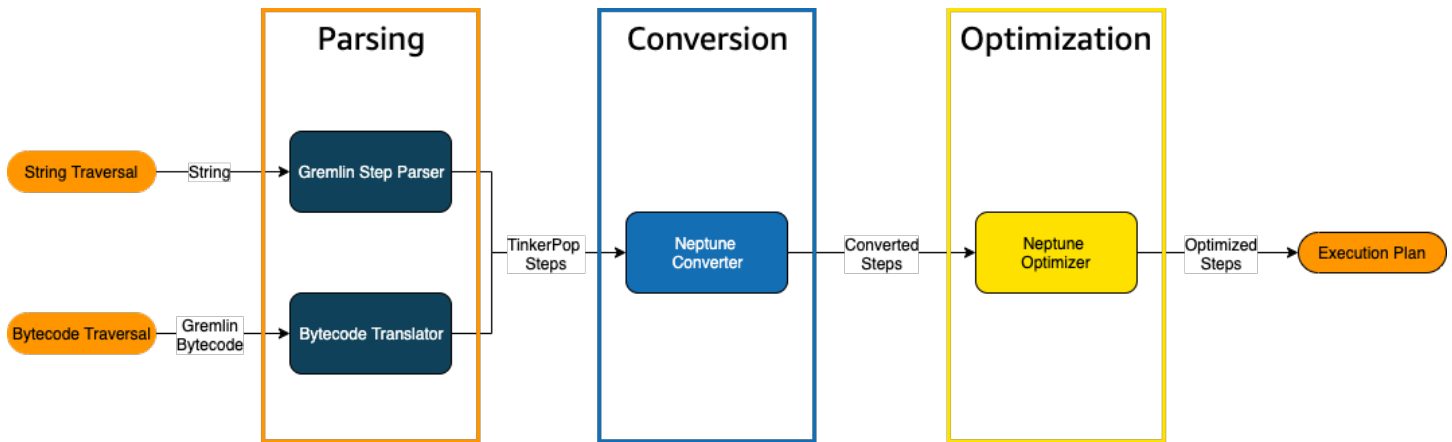 Parsing
Conversion
Optimization
String Traversal
String
Gremlin Step Parser
Bytecode Traversal
Gremlin
Bytecode
Bytecode Translator
TinkerPop
Steps
Neptune
Converter
Converted
Steps
Neptune
Optimizer
Optimized
Steps
Execution Plan